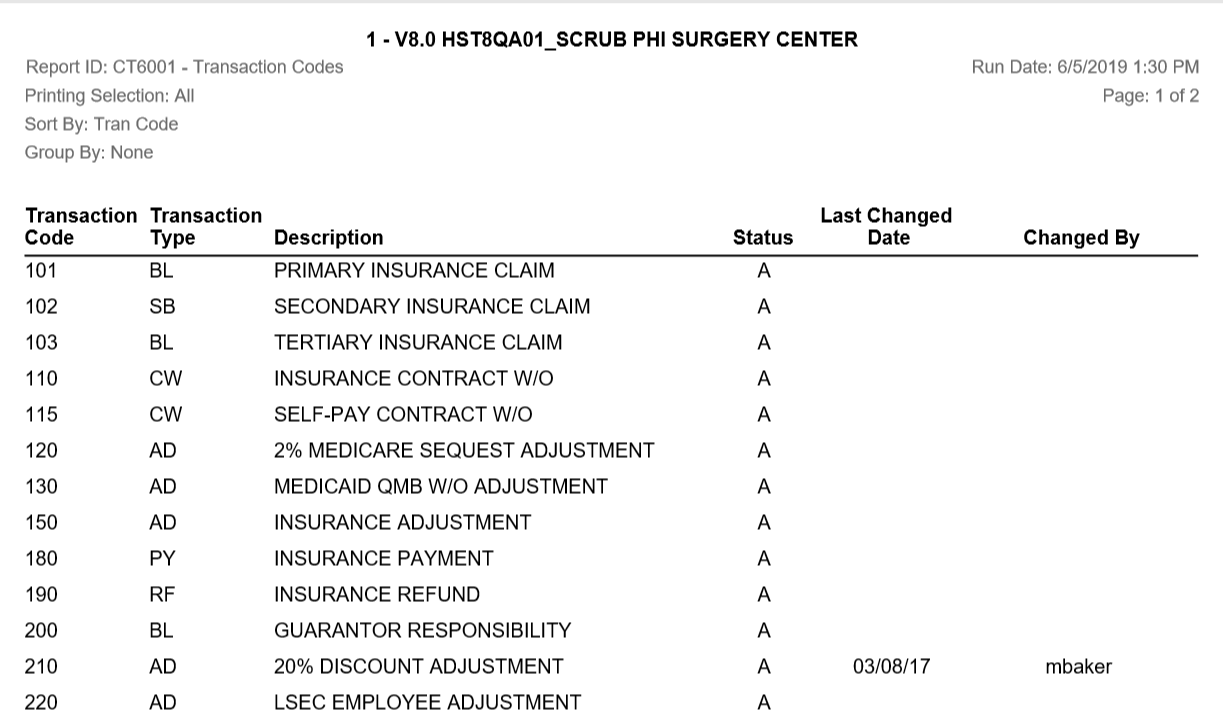 1 - V8.0 HST8QA01_SCRUB PHI SURGERY CENTER
Report ID: CT6001 - Transaction Codes Run Date: 6/5/2019 1:30 PM
Printing Selection: All Page: 1 of 2
Sort By: Tran Code
Group By: None
Transaction Transaction Last Changed
Code Type Description Status Date Changed By
101 BL PRIMARY INSURANCE CLAIM A
102 SB SECONDARY INSURANCE CLAIM A
103 BL TERTIARY INSURANCE CLAIM A
110 CW INSURANCE CONTRACT W/O A
115 CW SELF-PAY CONTRACT W/O A
120 AD 2% MEDICARE SEQUEST ADJUSTMENT A
130 AD MEDICAID QMB W/O ADJUSTMENT A
150 AD INSURANCE ADJUSTMENT A
180 PY INSURANCE PAYMENT A
190 RF INSURANCE REFUND A
200 BL GUARANTOR RESPONSIBILITY A
210 AD 20% DISCOUNT ADJUSTMENT A 03/08/17 mbaker
220 AD LSEC EMPLOYEE ADJUSTMENT A